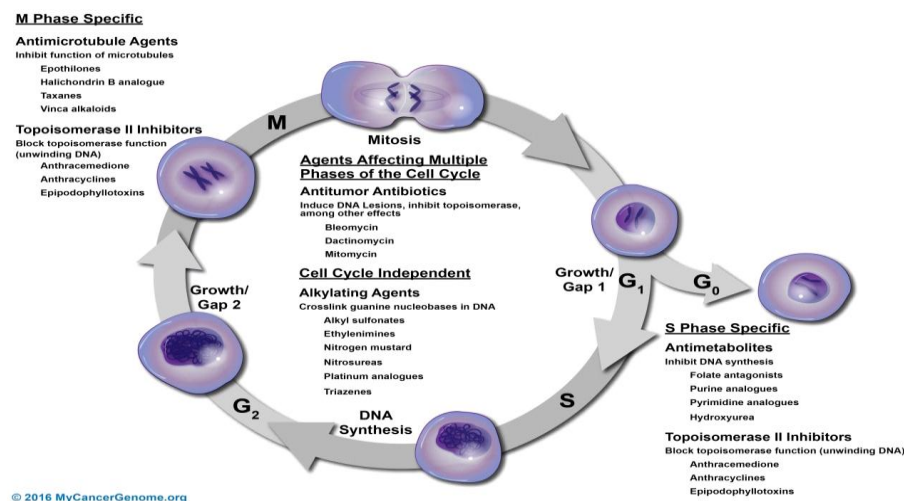 M Phase Specific
Antimicrotubule Agents
Inhibit function of microtubules
Epothilones
Halichondrin B analogue
Taxanes
Vinca alkaloids
Topoisomerase II Inhibitors
Block topoisomerase function
(unwinding DNA)
Anthracemedione
Anthracyclines
Epipodophyllotoxins
M
Mitosis
Agents Affecting Multiple
Phases of the Cell Cycle
Antitumor Antibiotics
Induce DNA Lesions, inhibit topoisomerase,
among other effects
Bleomycin
Dactinomycin
Mitomycin
Cell Cycle Independent
Alkylating Agents
Crosslink guanine nucleobases in DNA
Alkyl sulfonates
Ethylenimines
Nitrogen mustard
Nitrosureas
Platinum analogues
Triazenes
Growth/
Gap 1
G1
G0
S Phase Specific
Antimetabolites
Inhibit DNA synthesis
Folate antagonists
Purine analogues
Pyrimidine analogues
Hydroxyurea
Topoisomerase II Inhibitors
Block topoisomerase function (unwinding DNA)
Anthracemedione
Anthracyclines
Epipodophyllotoxins
S
DNA
Synthesis
G2
Growth/
Gap 2
© 2016 MyCancerGenome.org